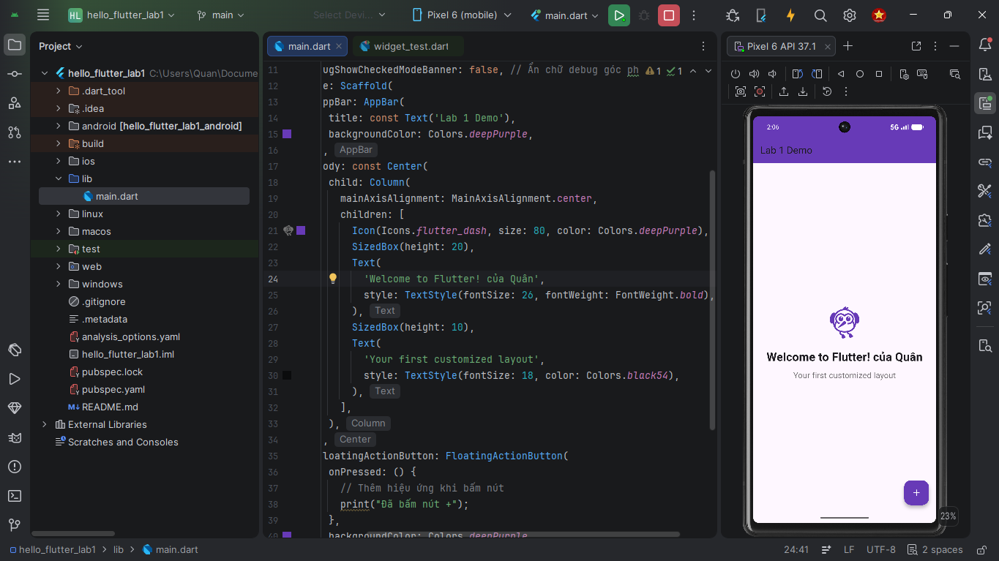 HL hello_flutter_lab1 main Select Devi... Pixel 6 (mobile) main.dart
Project
hello_flutter_lab1 C:\Users\Quan\Docume
.dart_tool
.idea
android [hello_flutter_lab1_android]
build
ios
lib
main.dart
linux
macos
test
web
windows
.gitignore
.metadata
analysis_options.yaml
hello_flutter_lab1.iml
pubspec.lock
pubspec.yaml
README.md
External Libraries
Scratches and Consoles
main.dart widget_test.dart
11 ugShowCheckedModeBanner: false, // Ẩn chữ debug góc ph 1 1
12 e: Scaffold(
13 ppBar: AppBar(
14 title: const Text('Lab 1 Demo'),
15 backgroundColor: Colors.deepPurple,
16 , AppBar
17 ody: const Center(
18 child: Column(
19 mainAxisAlignment: MainAxisAlignment.center,
20 children: [
21 Icon(Icons.flutter_dash, size: 80, color: Colors.deepPurple),
22 SizedBox(height: 20),
23 Text(
24 'Welcome to Flutter! của Quân',
25 style: TextStyle(fontSize: 26, fontWeight: FontWeight.bold),
26 ), Text
27 SizedBox(height: 10),
28 Text(
29 'Your first customized layout',
30 style: TextStyle(fontSize: 18, color: Colors.black54),
31 ), Text
32 ],
33 ), Column
34 , Center
35 loatingActionButton: FloatingActionButton(
36 onPressed: () {
37 // Thêm hiệu ứng khi bấm nút
38 print("Đã bấm nút +");
39 },
40 backgroundColor: Colors.deepPurple
Pixel 6 API 37.1
2:06 5G
Lab 1 Demo
Welcome to Flutter! của Quân
Your first customized layout
+
23%
hello_flutter_lab1 > lib > main.dart
24:41 LF UTF-8 2 spaces